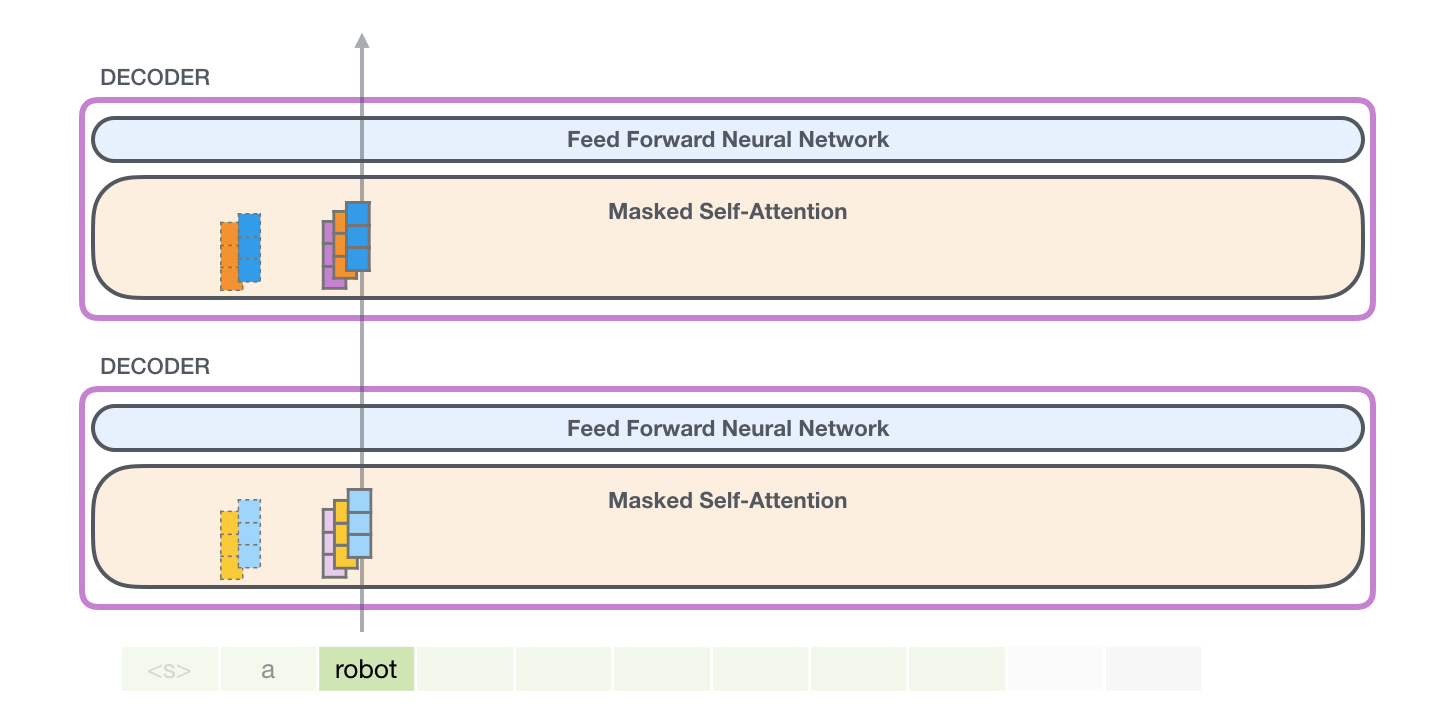 DECODER
Feed Forward Neural Network
Masked Self-Attention
DECODER
Feed Forward Neural Network
Masked Self-Attention
<s> a robot